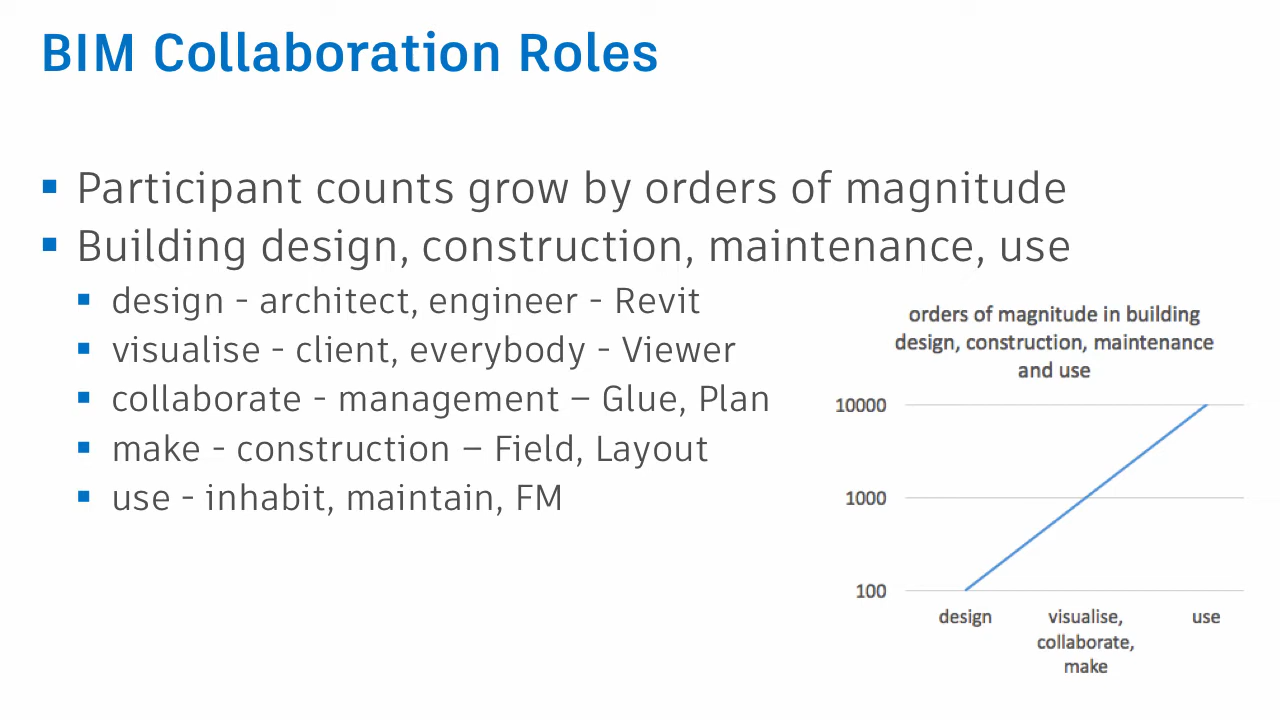 BIM Collaboration Roles
Participant counts grow by orders of magnitude
Building design, construction, maintenance, use
design - architect, engineer - Revit
visualise - client, everybody - Viewer
collaborate - management – Glue, Plan
make - construction – Field, Layout
use - inhabit, maintain, FM
orders of magnitude in building
design, construction, maintenance
and use
10000
1000
100
design
visualise,
collaborate,
make
use